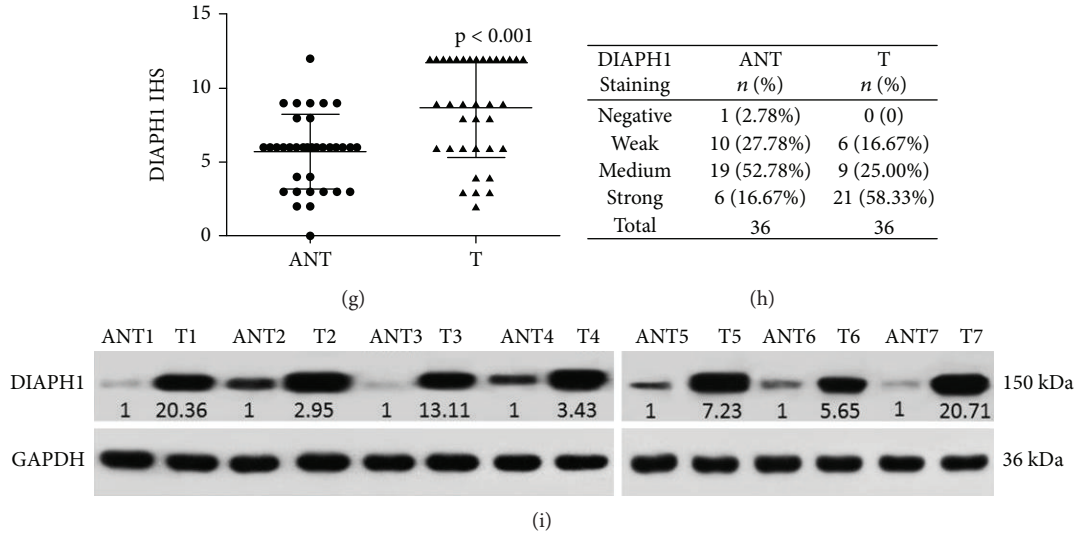 15
10
5
0
DIAPH1 IHS
p < 0.001
ANT T
(g)
DIAPH1 ANT T
Staining n (%) n (%)
Negative 1 (2.78%) 0 (0)
Weak 10 (27.78%) 6 (16.67%)
Medium 19 (52.78%) 9 (25.00%)
Strong 6 (16.67%) 21 (58.33%)
Total 36 36
(h)
ANT1 T1 ANT2 T2 ANT3 T3 ANT4 T4 ANT5 T5 ANT6 T6 ANT7 T7
DIAPH1 150 kDa
1 20.36 1 2.95 1 13.11 1 3.43 1 7.23 1 5.65 1 20.71
GAPDH 36 kDa
(i)